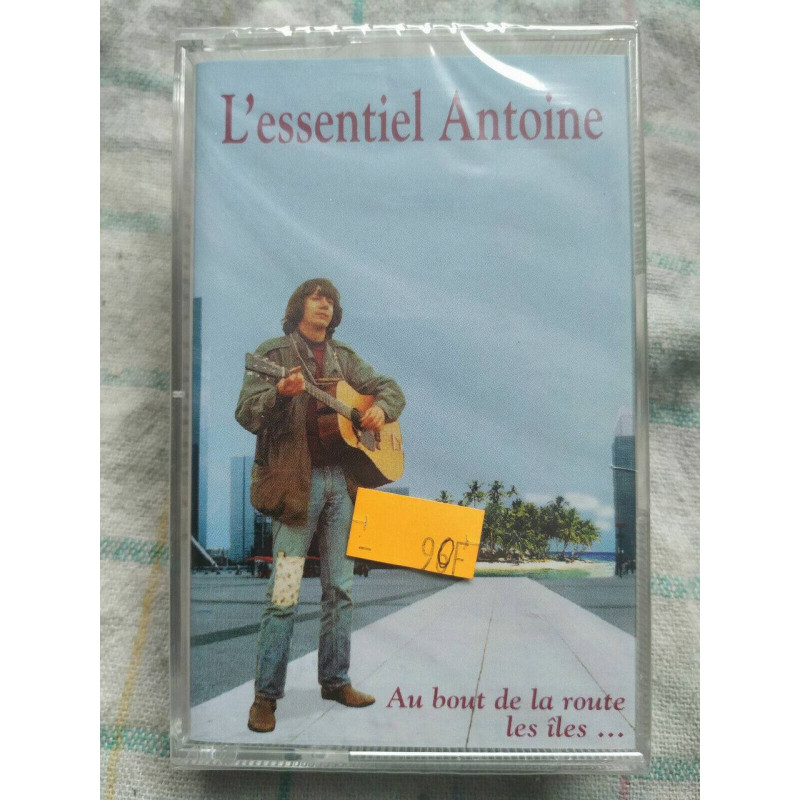 L'essentiel Antoine
90F
Au bout de la route
les îles ...